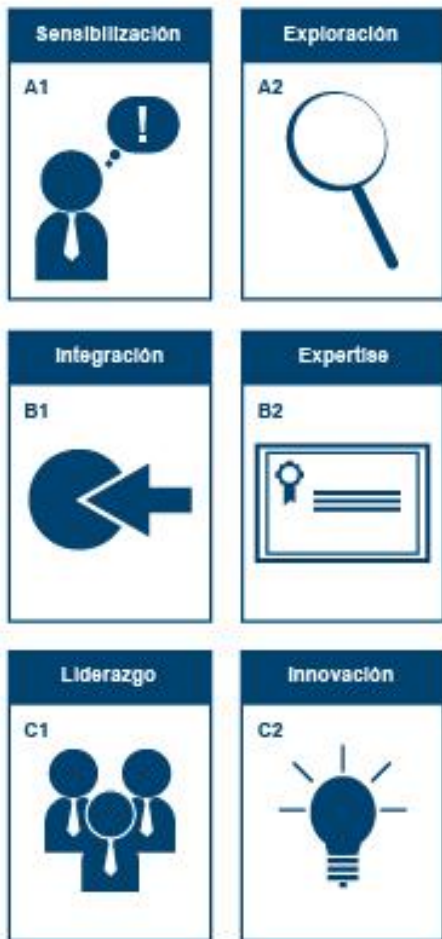 Sensibilización
Exploración
A1
A2
!
Integración
Expertise
B1
B2
Liderazgo
Innovación
C1
C2